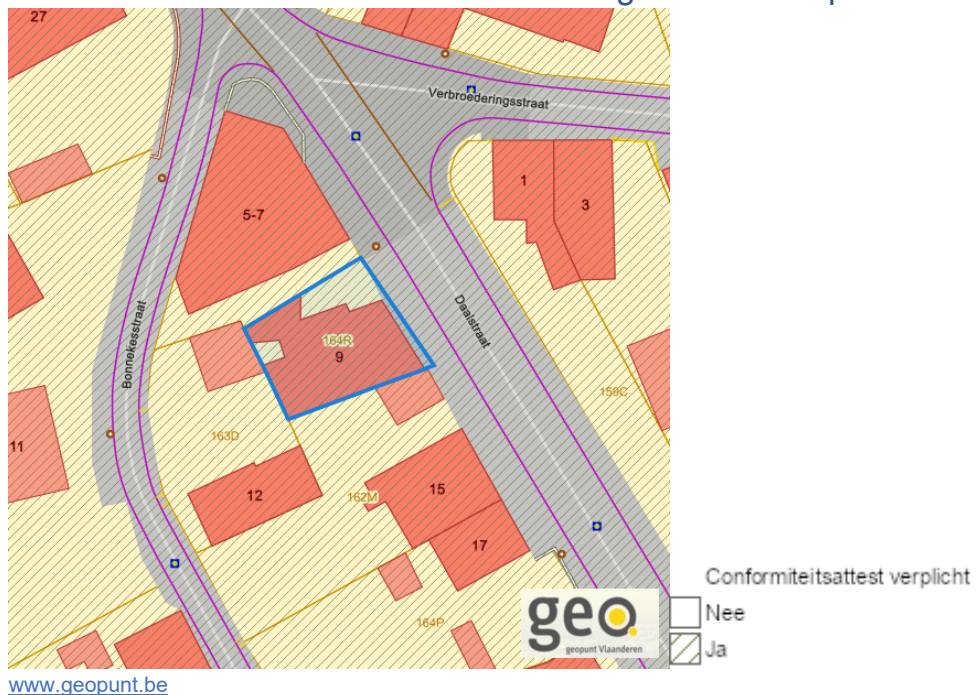 27
Verbroederingsstraat
1
3
5-7
Daalstraat
Bonnekesstraat
164R
9
159C
11
163D
12
162M
15
17
164P
geo.
geopunt Vlaanderen
Conformiteitsattest verplicht
Nee
Ja
www.geopunt.be